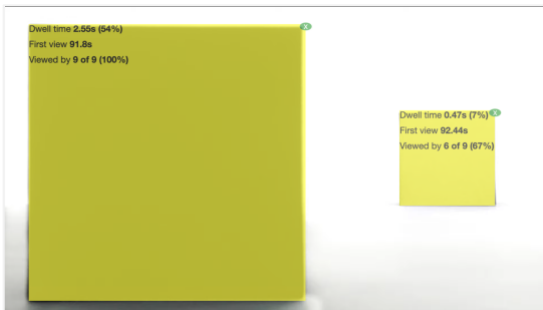 Dwell time 2.55s (54%)
First view 91.8s
Viewed by 9 of 9 (100%)
x
Dwell time 0.47s (7%)
First view 92.44s
Viewed by 6 of 9 (67%)
x